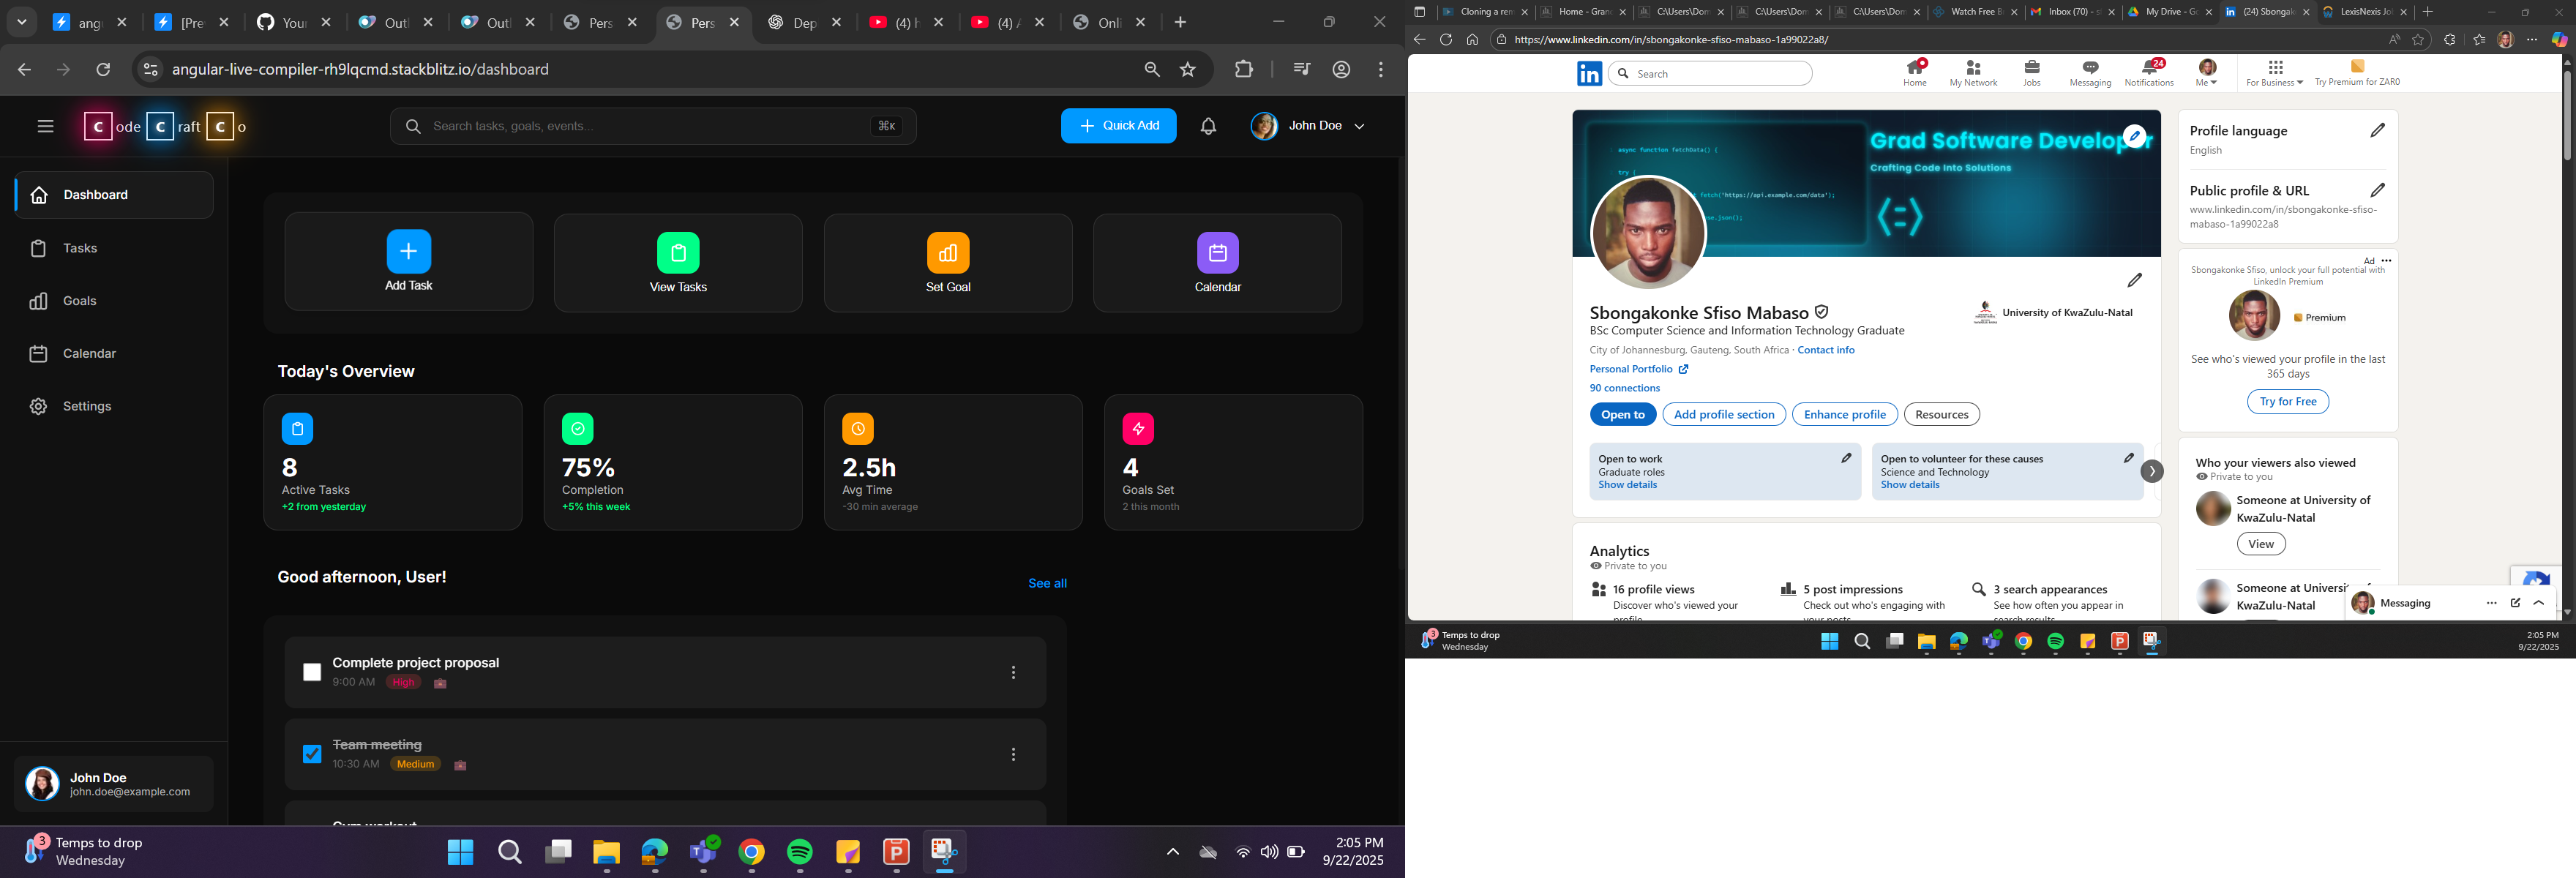 ang
[Pre
Your
Outl
Outl
Pers
Pers
Dep
(4) h
(4) A
Onli
angular-live-compiler-rh9lqcmd.stackblitz.io/dashboard
C ode C raft C o
Search tasks, goals, events...
⌘K
Quick Add
John Doe
Dashboard
Tasks
Goals
Calendar
Settings
Add Task
View Tasks
Set Goal
Calendar
Today's Overview
8
Active Tasks
+2 from yesterday
75%
Completion
+5% this week
2.5h
Avg Time
-30 min average
4
Goals Set
2 this month
Good afternoon, User!
See all
Complete project proposal
9:00 AM High
Team meeting
10:30 AM Medium
Gym workout
John Doe
john.doe@example.com
3
Temps to drop
Wednesday
2:05 PM
9/22/2025
Cloning a rem
Home - Gran
C:\Users\Don
C:\Users\Don
C:\Users\Don
Watch Free B
Inbox (70) - s
My Drive - Go
(24) Sbongak
LexisNexis Jo
https://www.linkedin.com/in/sbongakonke-sfiso-mabaso-1a99022a8/
Search
Home
My Network
Jobs
Messaging
24
Notifications
Me
For Business
Try Premium for ZAR0
async function fetchData() {
try {
fetch('https://api.example.com/data');
Grad Software Developer
Crafting Code Into Solutions
Sbongakonke Sfiso Mabaso
BSc Computer Science and Information Technology Graduate
City of Johannesburg, Gauteng, South Africa · Contact info
Personal Portfolio
90 connections
University of KwaZulu-Natal
Open to
Add profile section
Enhance profile
Resources
Open to work
Graduate roles
Show details
Open to volunteer for these causes
Science and Technology
Show details
Analytics
Private to you
16 profile views
Discover who's viewed your
profile.
5 post impressions
Check out who's engaging with
your posts.
3 search appearances
See how often you appear in
search results.
Profile language
English
Public profile & URL
www.linkedin.com/in/sbongakonke-sfiso-
mabaso-1a99022a8
Ad
Sbongakonke Sfiso, unlock your full potential with
LinkedIn Premium
Premium
See who's viewed your profile in the last
365 days
Try for Free
Who your viewers also viewed
Private to you
Someone at University of
KwaZulu-Natal
View
Someone at Universit
KwaZulu-Natal
Messaging
3
Temps to drop
Wednesday
2:05 PM
9/22/2025